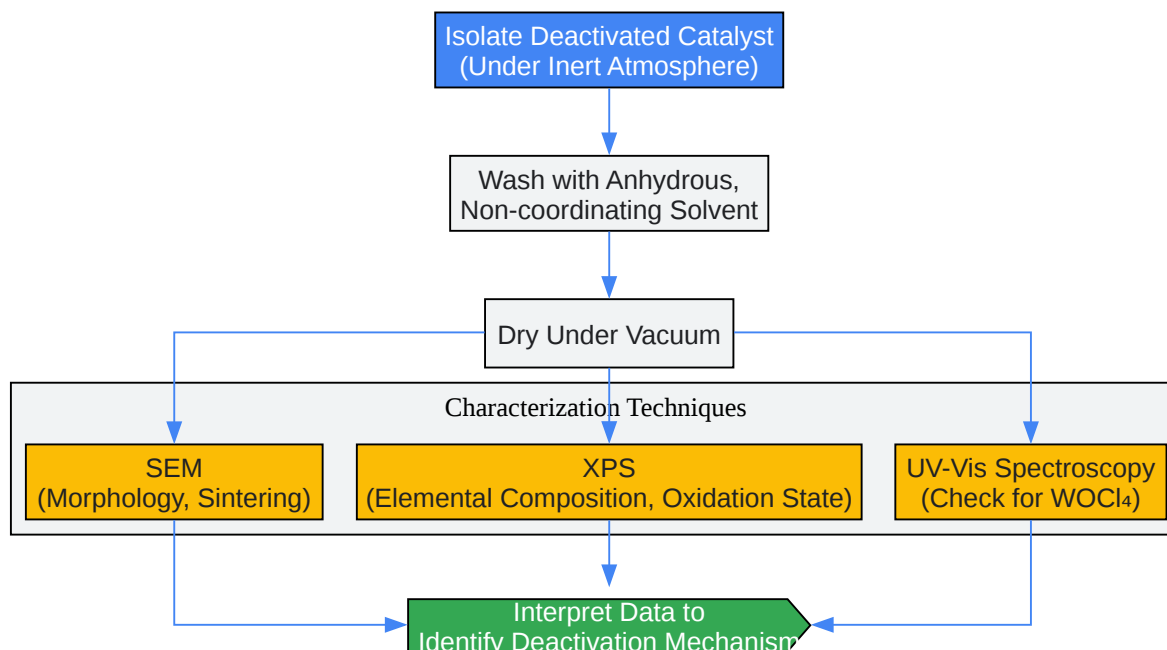 Isolate Deactivated Catalyst
(Under Inert Atmosphere)
Wash with Anhydrous,
Non-coordinating Solvent
Dry Under Vacuum
Characterization Techniques
SEM
(Morphology, Sintering)
XPS
(Elemental Composition, Oxidation State)
UV-Vis Spectroscopy
(Check for WOCl₄)
Interpret Data to
Identify Deactivation Mechanism